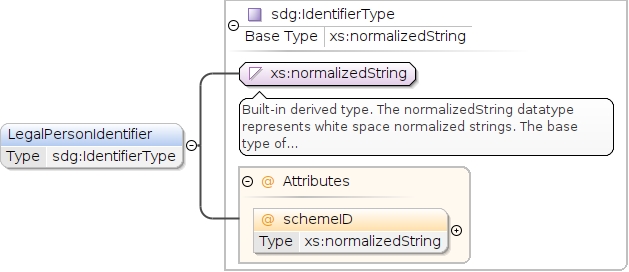 sdg:IdentifierType
Base Type xs:normalizedString
xs:normalizedString
Built-in derived type. The normalizedString datatype
represents white space normalized strings. The base
type of...
LegalPersonIdentifier
Type sdg:IdentifierType
@ Attributes
@ schemeID
Type xs:normalizedString